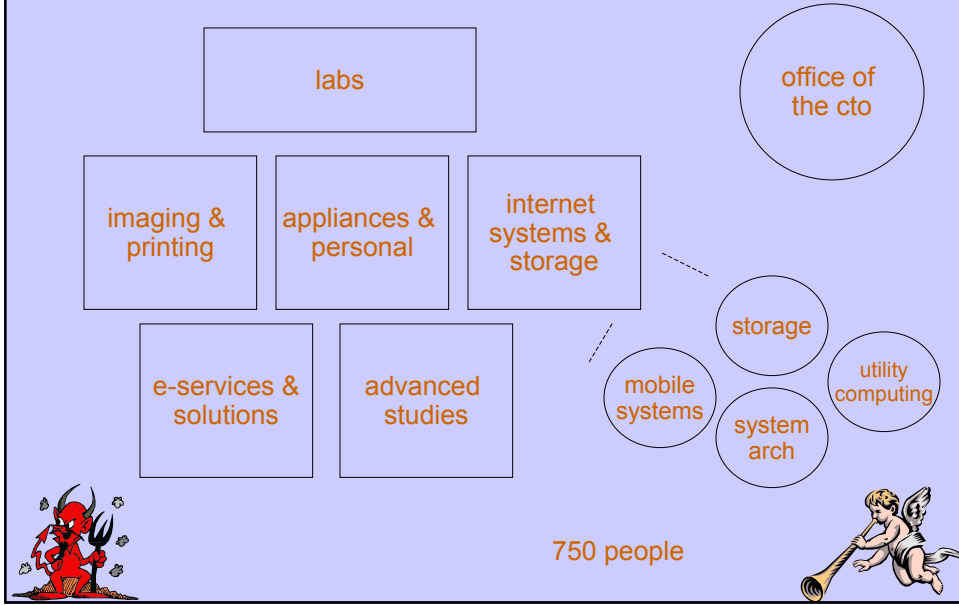 labs
office of
the cto
imaging &
printing
appliances &
personal
internet
systems &
storage
e-services &
solutions
advanced
studies
storage
mobile
systems
utility
computing
system
arch
750 people